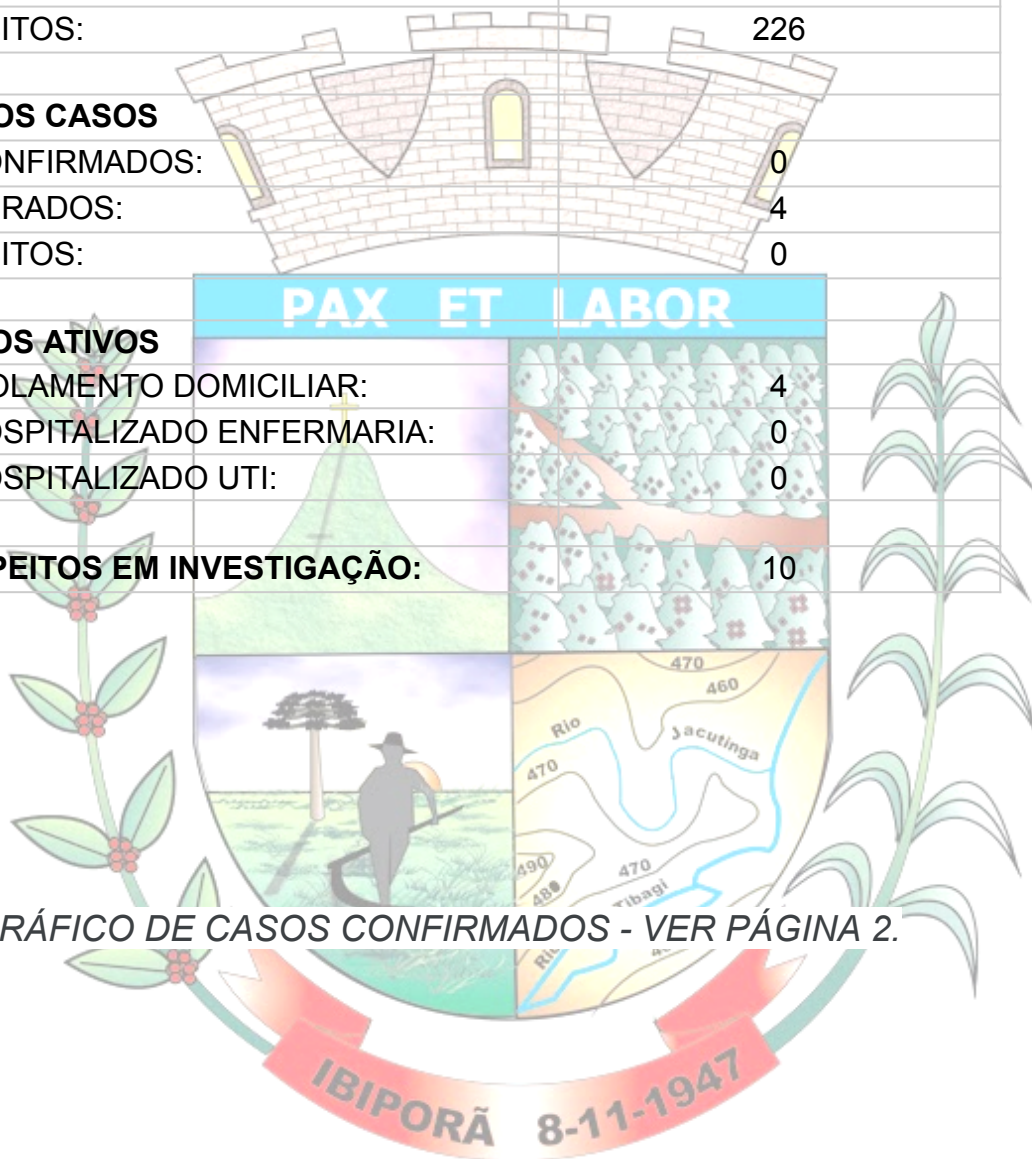 ITOS: 226
OS CASOS
ONFIRMADOS: 0
RADOS: 4
ITOS: 0
PAX ET LABOR
OS ATIVOS
OLAMENTO DOMICILIAR: 4
OSPITALIZADO ENFERMARIA: 0
OSPITALIZADO UTI: 0
PEITOS EM INVESTIGAÇÃO: 10
470
460
Rio Jacutinga
470
490
480
470
Tibagi
RÁFICO DE CASOS CONFIRMADOS - VER PÁGINA 2.
IBIPORÃ 8-11-1947